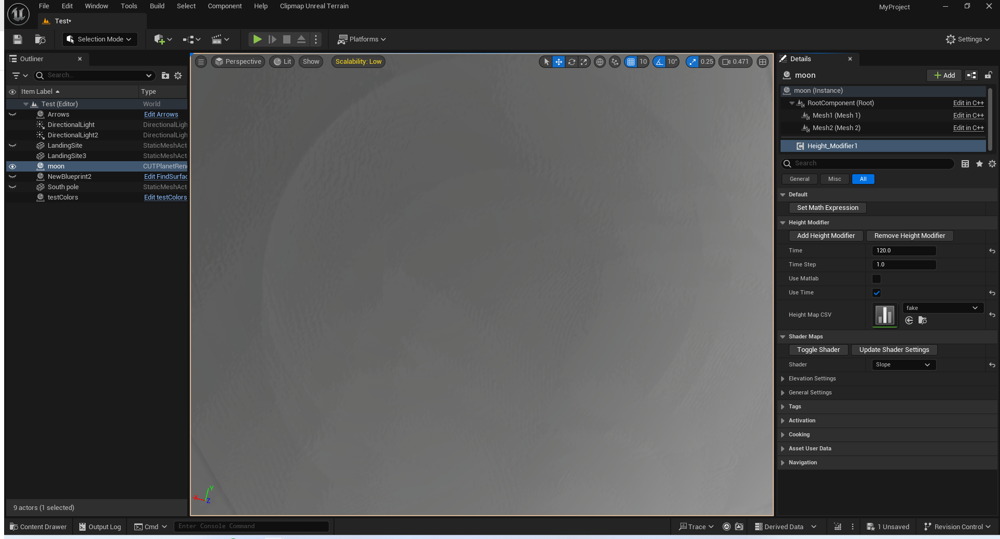 File Edit Window Tools Build Select Component Help Clipmap Unreal Terrain
MyProject
Test*
Selection Mode
Platforms
Settings
Outliner
Search...
Item Label Type
Test (Editor) World
Arrows Edit Arrows
DirectionalLight DirectionalLigh
DirectionalLight2 DirectionalLigh
LandingSite StaticMeshAct
LandingSite3 StaticMeshAct
moon CUTPlanetRen
NewBlueprint2 Edit FindSurfac
South pole StaticMeshAct
testColors Edit testColors
9 actors (1 selected)
Perspective Lit Show Scalability: Low
10 10° 0.25 0.471
X Y Z
Details
moon
Add
moon (Instance)
RootComponent (Root) Edit in C++
Mesh1 (Mesh 1) Edit in C++
Mesh2 (Mesh 2) Edit in C++
Height_Modifier1
Search
General Misc All
Default
Set Math Expression
Height Modifier
Add Height Modifier Remove Height Modifier
Time 120.0
Time Step 1.0
Use Matlab
Use Time
Height Map CSV fake
Shader Maps
Toggle Shader Update Shader Settings
Shader Slope
Elevation Settings
General Settings
Tags
Activation
Cooking
Asset User Data
Navigation
Content Drawer Output Log Cmd Enter Console Command
Trace Derived Data 1 Unsaved Revision Control